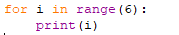 for i in range(6):
    print(i)